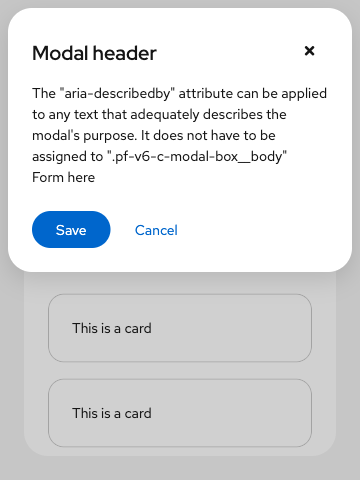 Modal header
The "aria-describedby" attribute can be applied
to any text that adequately describes the
modal's purpose. It does not have to be
assigned to ".pf-v6-c-modal-box__body"
Form here
Save
Cancel
This is a card
This is a card